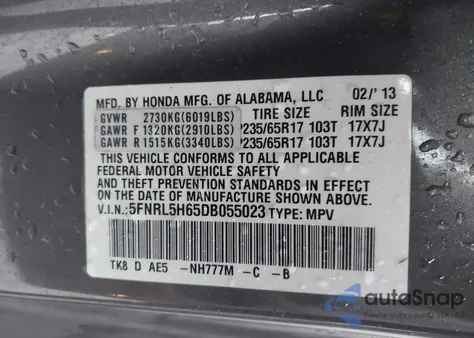 MFD. BY HONDA MFG. OF ALABAMA, LLC 02/'13
GVWR 2730KG(6019LBS) TIRE SIZE RIM SIZE
GAWR F 1320KG(2910LBS) P235/65R17 103T 17X7J
GAWR R 1515KG(3340LBS) P235/65R17 103T 17X7J
THIS VEHICLE CONFORMS TO ALL APPLICABLE
FEDERAL MOTOR VEHICLE SAFETY
AND THEFT PREVENTION STANDARDS IN EFFECT
ON THE DATE OF MANUFACTURE SHOWN ABOVE.
V.I.N.:5FNRL5H65DB055023 TYPE: MPV
TK8 D AE5 -NH777M -C -B
autoSnap